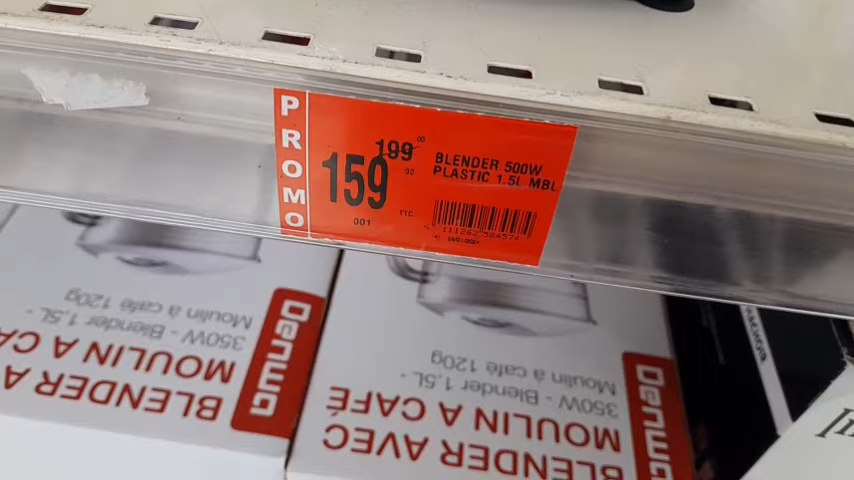 PROMO
199 00
159 00
TTC
001
BLENDER 500W
PLASTIC 1.5L MBL
Denwa
BLENDER A
MOULIN A CA
350W - Blender 1,5L -
Moulin à café 120g
Denwa
BLENDER AVEC
MOULIN A CAFÉ
350W - Blender 1,5L -
Moulin à café 120g